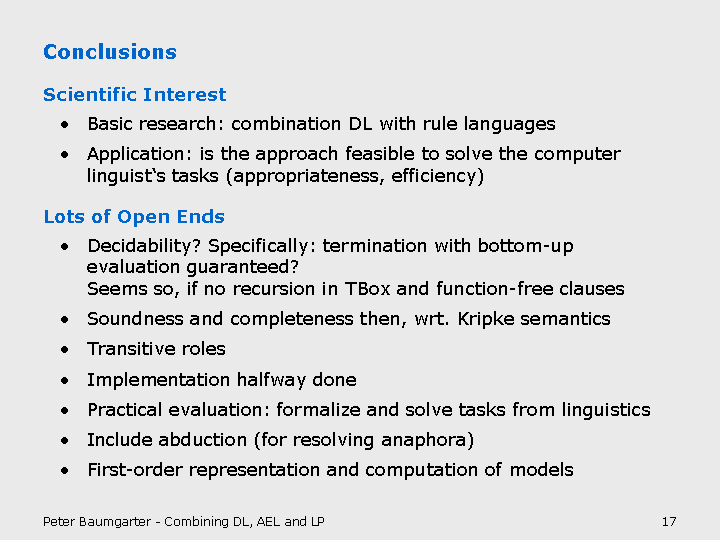 Conclusions
Scientific Interest
• Basic research: combination DL with rule languages
• Application: is the approach feasible to solve the computer
linguist‘s tasks (appropriateness, efficiency)
Lots of Open Ends
• Decidability? Specifically: termination with bottom-up
evaluation guaranteed?
Seems so, if no recursion in TBox and function-free clauses
• Soundness and completeness then, wrt. Kripke semantics
• Transitive roles
• Implementation halfway done
• Practical evaluation: formalize and solve tasks from linguistics
• Include abduction (for resolving anaphora)
• First-order representation and computation of models
Peter Baumgarter - Combining DL, AEL and LP 17